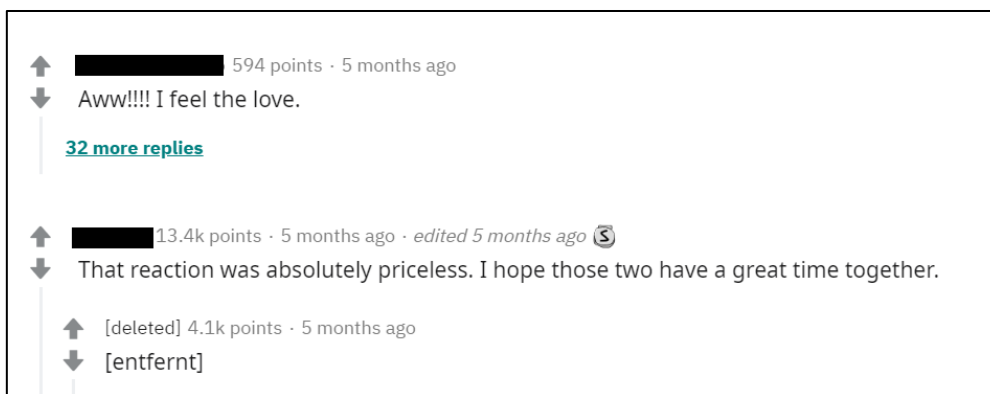 594 points · 5 months ago
Aww!!!! I feel the love.
32 more replies
13.4k points · 5 months ago · edited 5 months ago S
That reaction was absolutely priceless. I hope those two have a great time together.
[deleted] 4.1k points · 5 months ago
[entfernt]